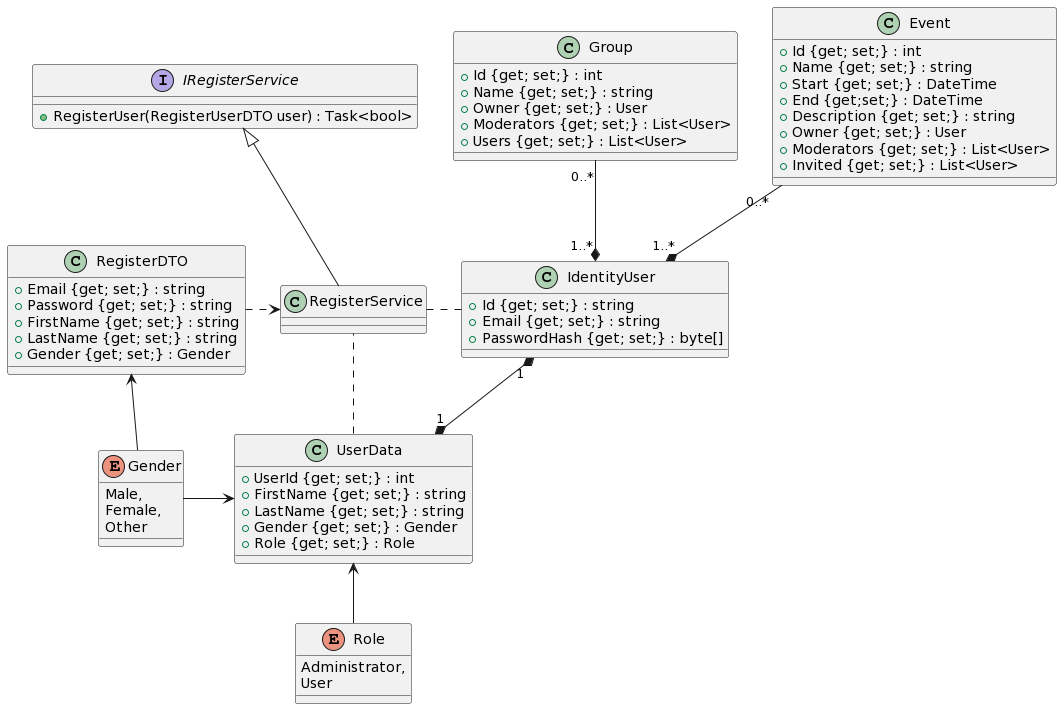 C Event
Id {get; set;} : int
Name {get; set;} : string
Start {get; set;} : DateTime
End {get;set;} : DateTime
Description {get; set;} : string
Owner {get; set;} : User
Moderators {get; set;} : List<User>
Invited {get; set;} : List<User>
C Group
Id {get; set;} : int
Name {get; set;} : string
Owner {get; set;} : User
Moderators {get; set;} : List<User>
Users {get; set;} : List<User>
I IRegisterService
RegisterUser(RegisterUserDTO user) : Task<bool>
0..*
0..*
1..*
1..*
C RegisterDTO
Email {get; set;} : string
Password {get; set;} : string
FirstName {get; set;} : string
LastName {get; set;} : string
Gender {get; set;} : Gender
C RegisterService
C IdentityUser
Id {get; set;} : string
Email {get; set;} : string
PasswordHash {get; set;} : byte[]
1
1
E Gender
Male,
Female,
Other
C UserData
UserId {get; set;} : int
FirstName {get; set;} : string
LastName {get; set;} : string
Gender {get; set;} : Gender
Role {get; set;} : Role
E Role
Administrator,
User